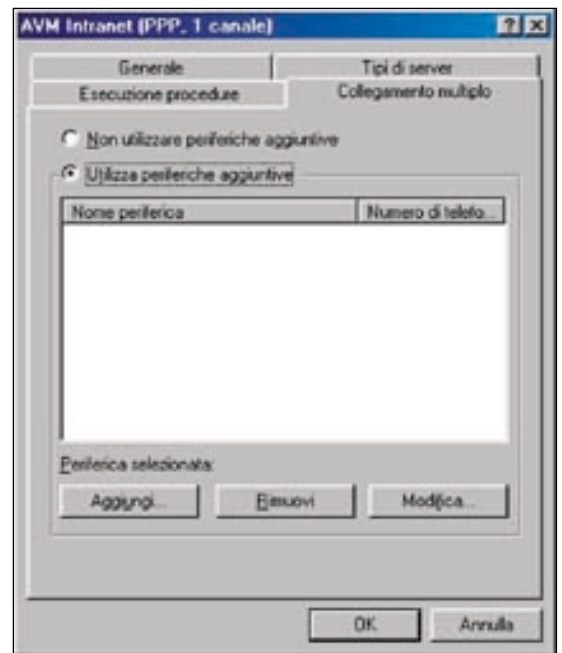 AVM Intranet (PPP, 1 canale)
Generale
Tipi di server
Esecuzione procedure
Collegamento multiplo
Non utilizzare periferiche aggiuntive
Utilizza periferiche aggiuntive
Nome periferica
Numero di telefo...
Periferica selezionata:
Aggiungi...
Rimuovi
Modifica...
OK
Annulla